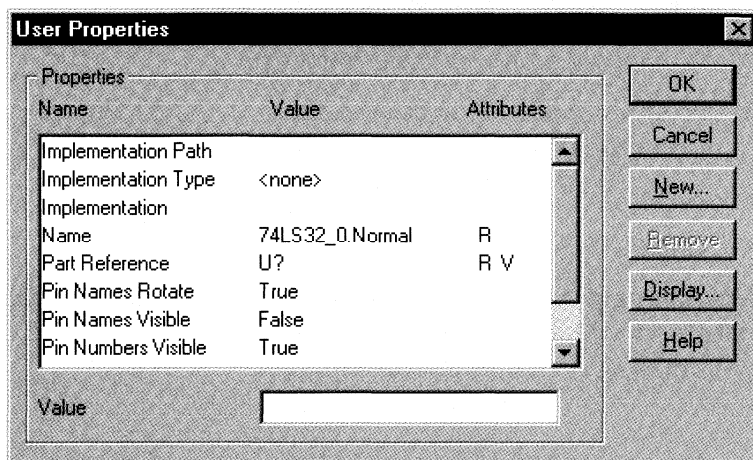 User Properties
Properties
Name Value Attributes
Implementation Path
Implementation Type <none>
Implementation
Name 74LS32_0.Normal R
Part Reference U? R V
Pin Names Rotate True
Pin Names Visible False
Pin Numbers Visible True
Value
OK
Cancel
New...
Remove
Display...
Help